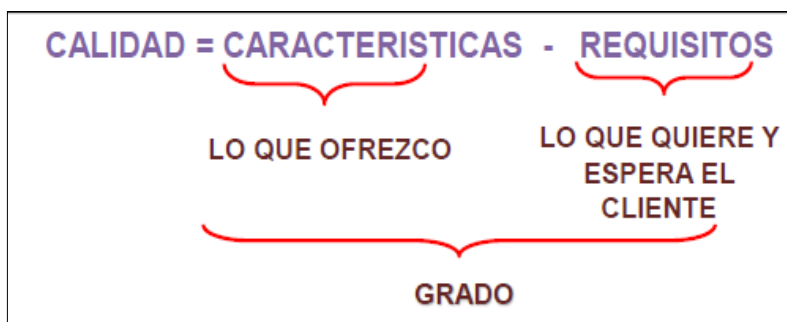 CALIDAD = CARACTERISTICAS - REQUISITOS
LO QUE OFREZCO
LO QUE QUIERE Y
ESPERA EL
CLIENTE
GRADO